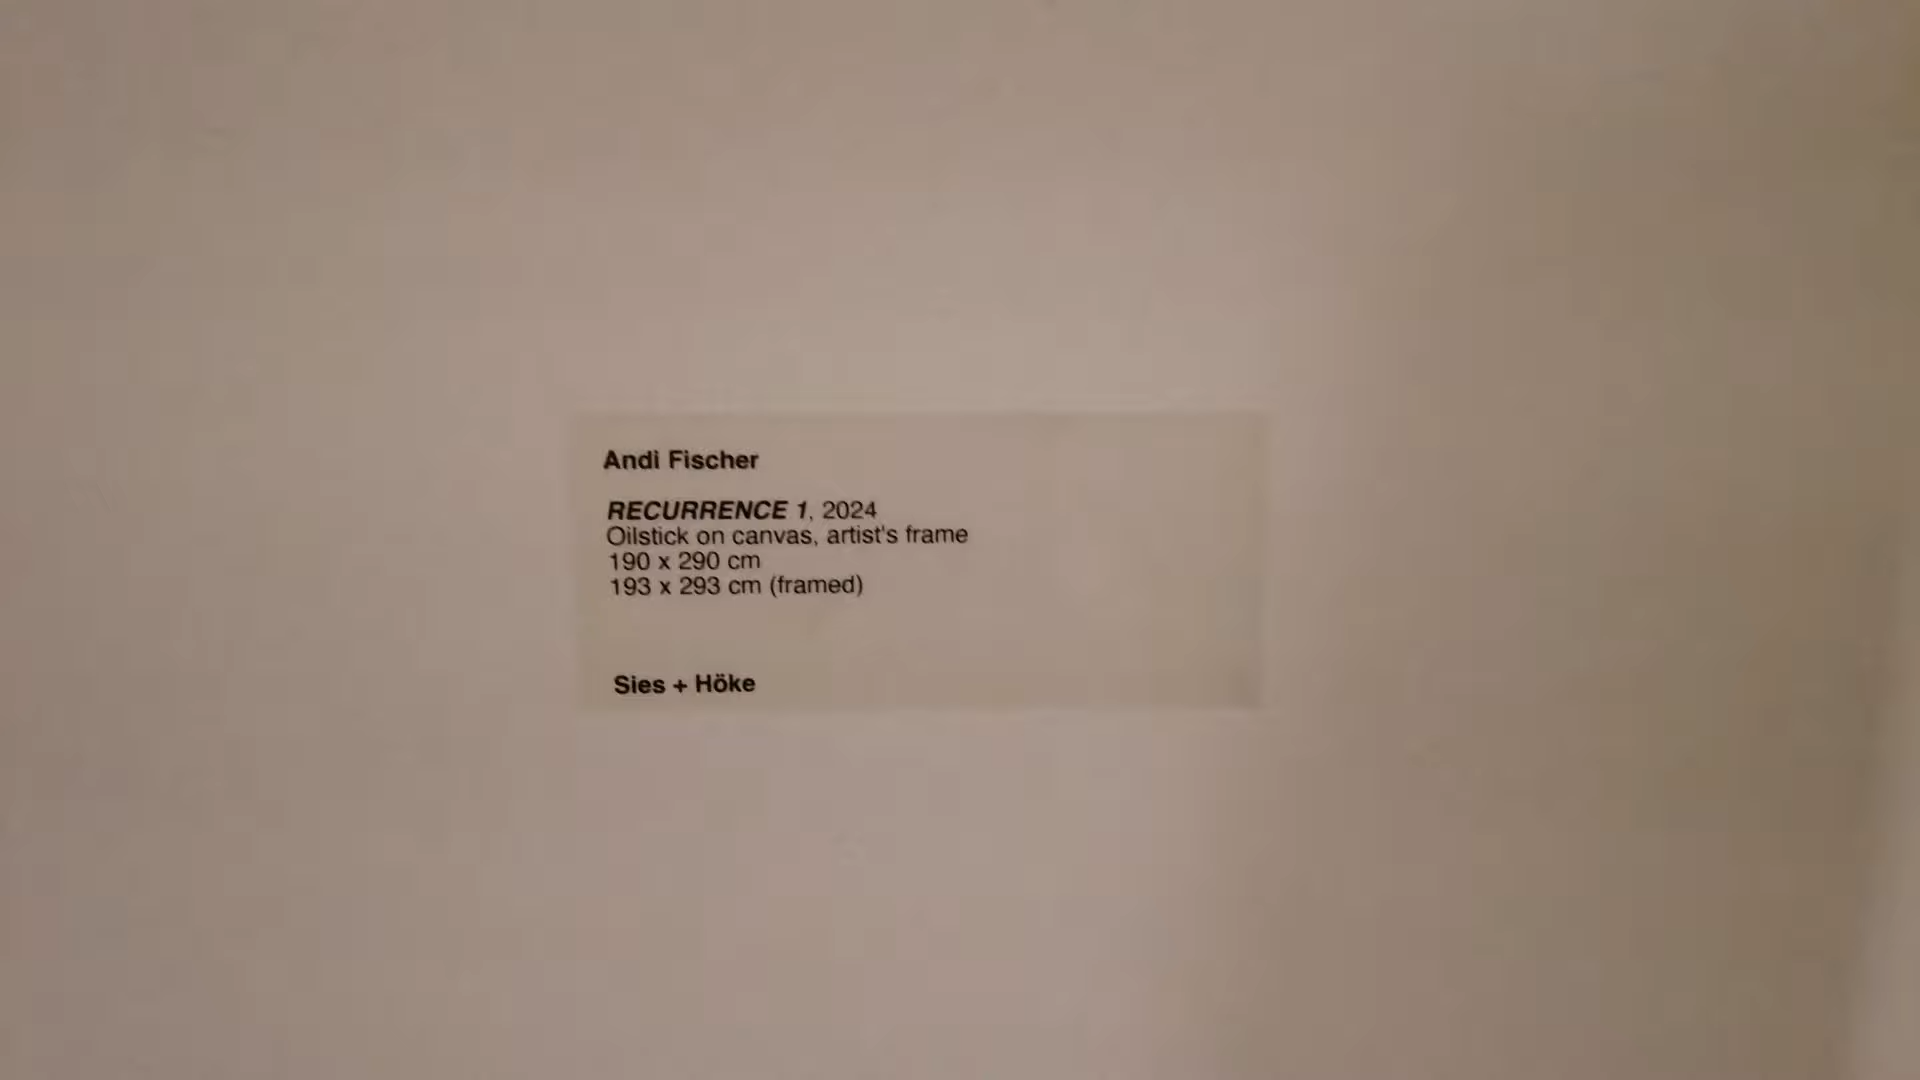 Andi Fischer
RECURRENCE 1, 2024
Oilstick on canvas, artist's frame
190 x 290 cm
193 x 293 cm (framed)
Sies + Höke